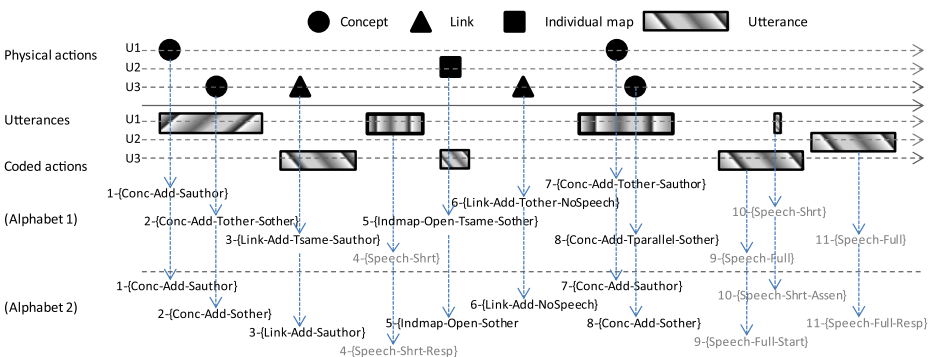 Concept Link Individual map Utterance
Physical actions
U1
U2
U3
Utterances
U1
U2
U3
Coded actions
(Alphabet 1)
1-{Conc-Add-Sauthor}
2-{Conc-Add-Tother-Sother}
3-{Link-Add-Tsame-Sauthor}
4-{Speech-Shrt}
5-{Indmap-Open-Tsame-Sother}
6-{Link-Add-Tother-NoSpeech}
7-{Conc-Add-Tother-Sauthor}
8-{Conc-Add-Tparallel-Sother}
9-{Speech-Full}
10-{Speech-Shrt}
11-{Speech-Full}
(Alphabet 2)
1-{Conc-Add-Sauthor}
2-{Conc-Add-Sother}
3-{Link-Add-Sauthor}
4-{Speech-Shrt-Resp}
5-{Indmap-Open-Sother
6-{Link-Add-NoSpeech}
7-{Conc-Add-Sauthor}
8-{Conc-Add-Sother}
9-{Speech-Full-Start}
10-{Speech-Shrt-Assen}
11-{Speech-Full-Resp}